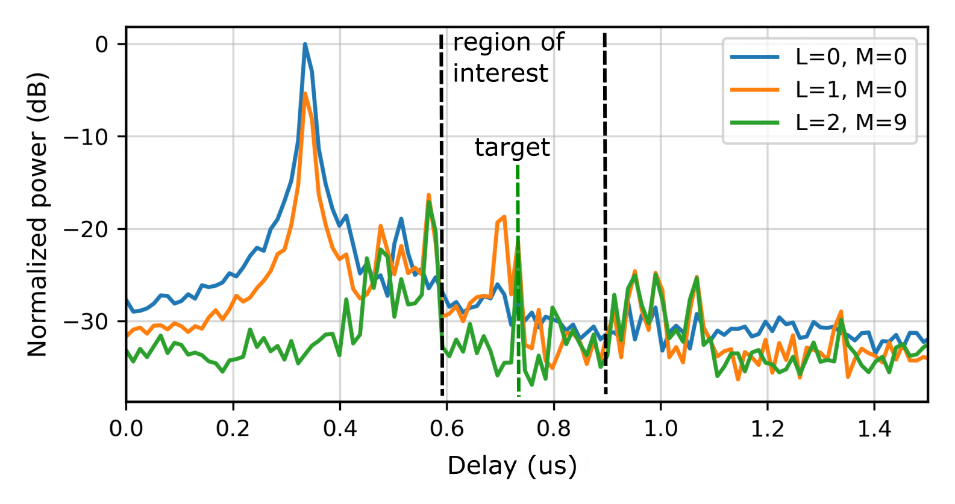 region of
interest
target
L=0, M=0
L=1, M=0
L=2, M=9
0
−10
−20
−30
Normalized power (dB)
0.0 0.2 0.4 0.6 0.8 1.0 1.2 1.4
Delay (us)